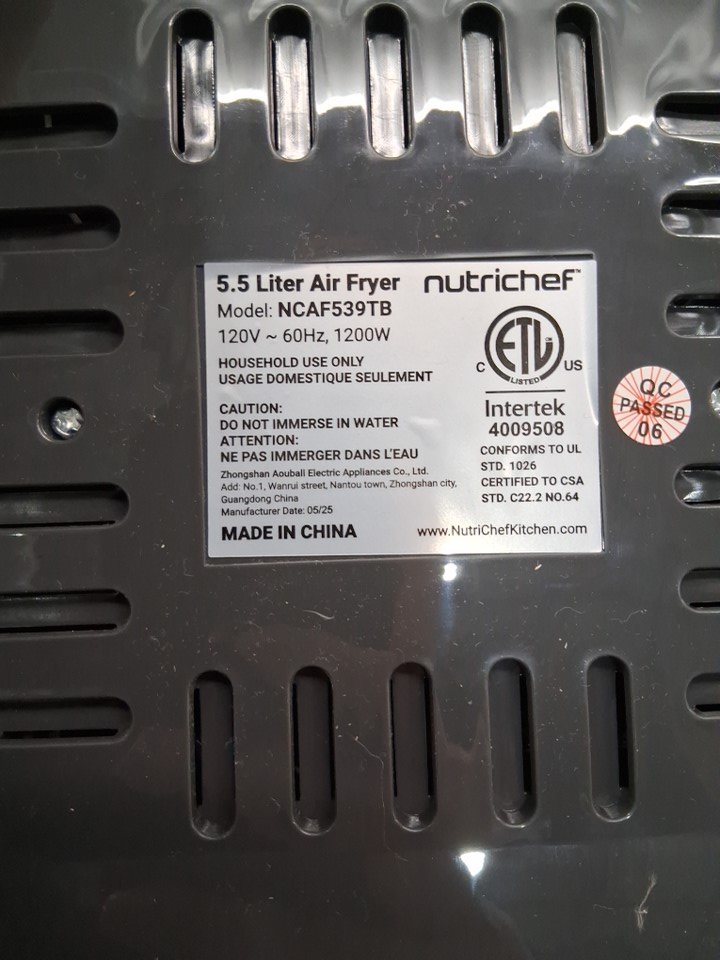 5.5 Liter Air Fryer nutrichef™
Model: NCAF539TB
120V ~ 60Hz, 1200W
HOUSEHOLD USE ONLY
USAGE DOMESTIQUE SEULEMENT
CAUTION:
DO NOT IMMERSE IN WATER
ATTENTION:
NE PAS IMMERGER DANS L'EAU
Zhongshan Aouball Electric Appliances Co., Ltd.
Add: No.1, Wanrui street, Nantou town, Zhongshan city,
Guangdong China
Manufacturer Date: 05/25
MADE IN CHINA
C ETL US
LISTED
Intertek
4009508
CONFORMS TO UL
STD. 1026
CERTIFIED TO CSA
STD. C22.2 NO.64
www.NutriChefKitchen.com
QC
PASSED
06